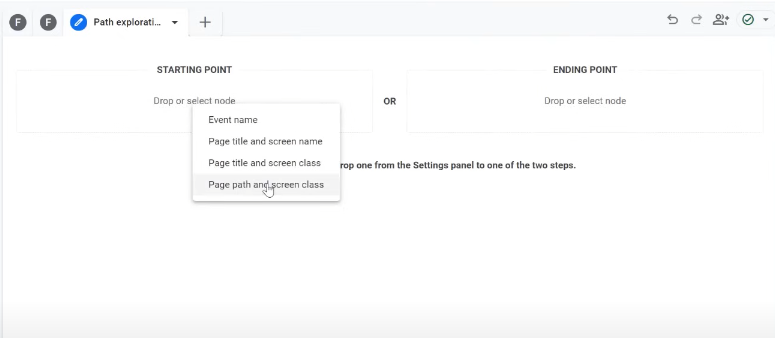 F F Path explorati...
STARTING POINT
ENDING POINT
Drop or select node
OR
Drop or select node
Event name
Page title and screen name
Page title and screen class
Page path and screen class
rop one from the Settings panel to one of the two steps.